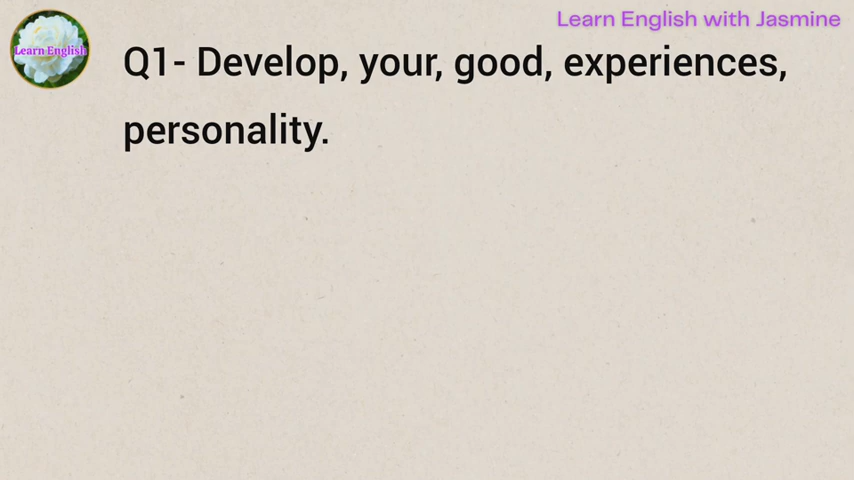 Learn English with Jasmine
Learn English
Q1- Develop, your, good, experiences,
personality.